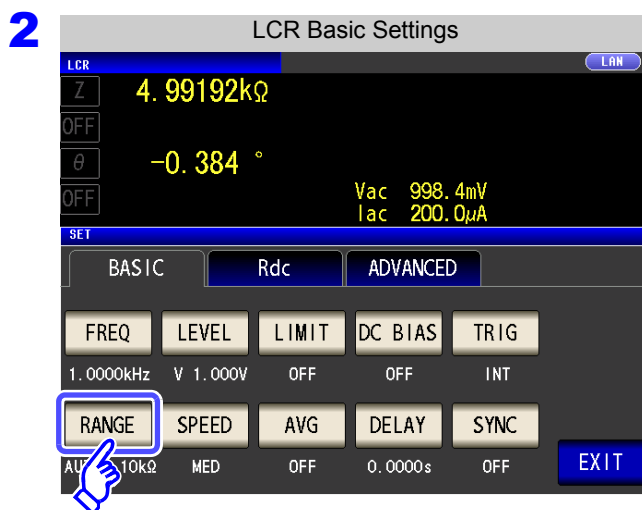 2
LCR Basic Settings
LCR
LAN
Z 4.99192kΩ
OFF
θ -0.384 °
OFF
Vac 998.4mV
Iac 200.0μA
SET
BASIC Rdc ADVANCED
FREQ LEVEL LIMIT DC BIAS TRIG
1.0000kHz V 1.000V OFF OFF INT
RANGE SPEED AVG DELAY SYNC
10kΩ MED OFF 0.0000s OFF
EXIT